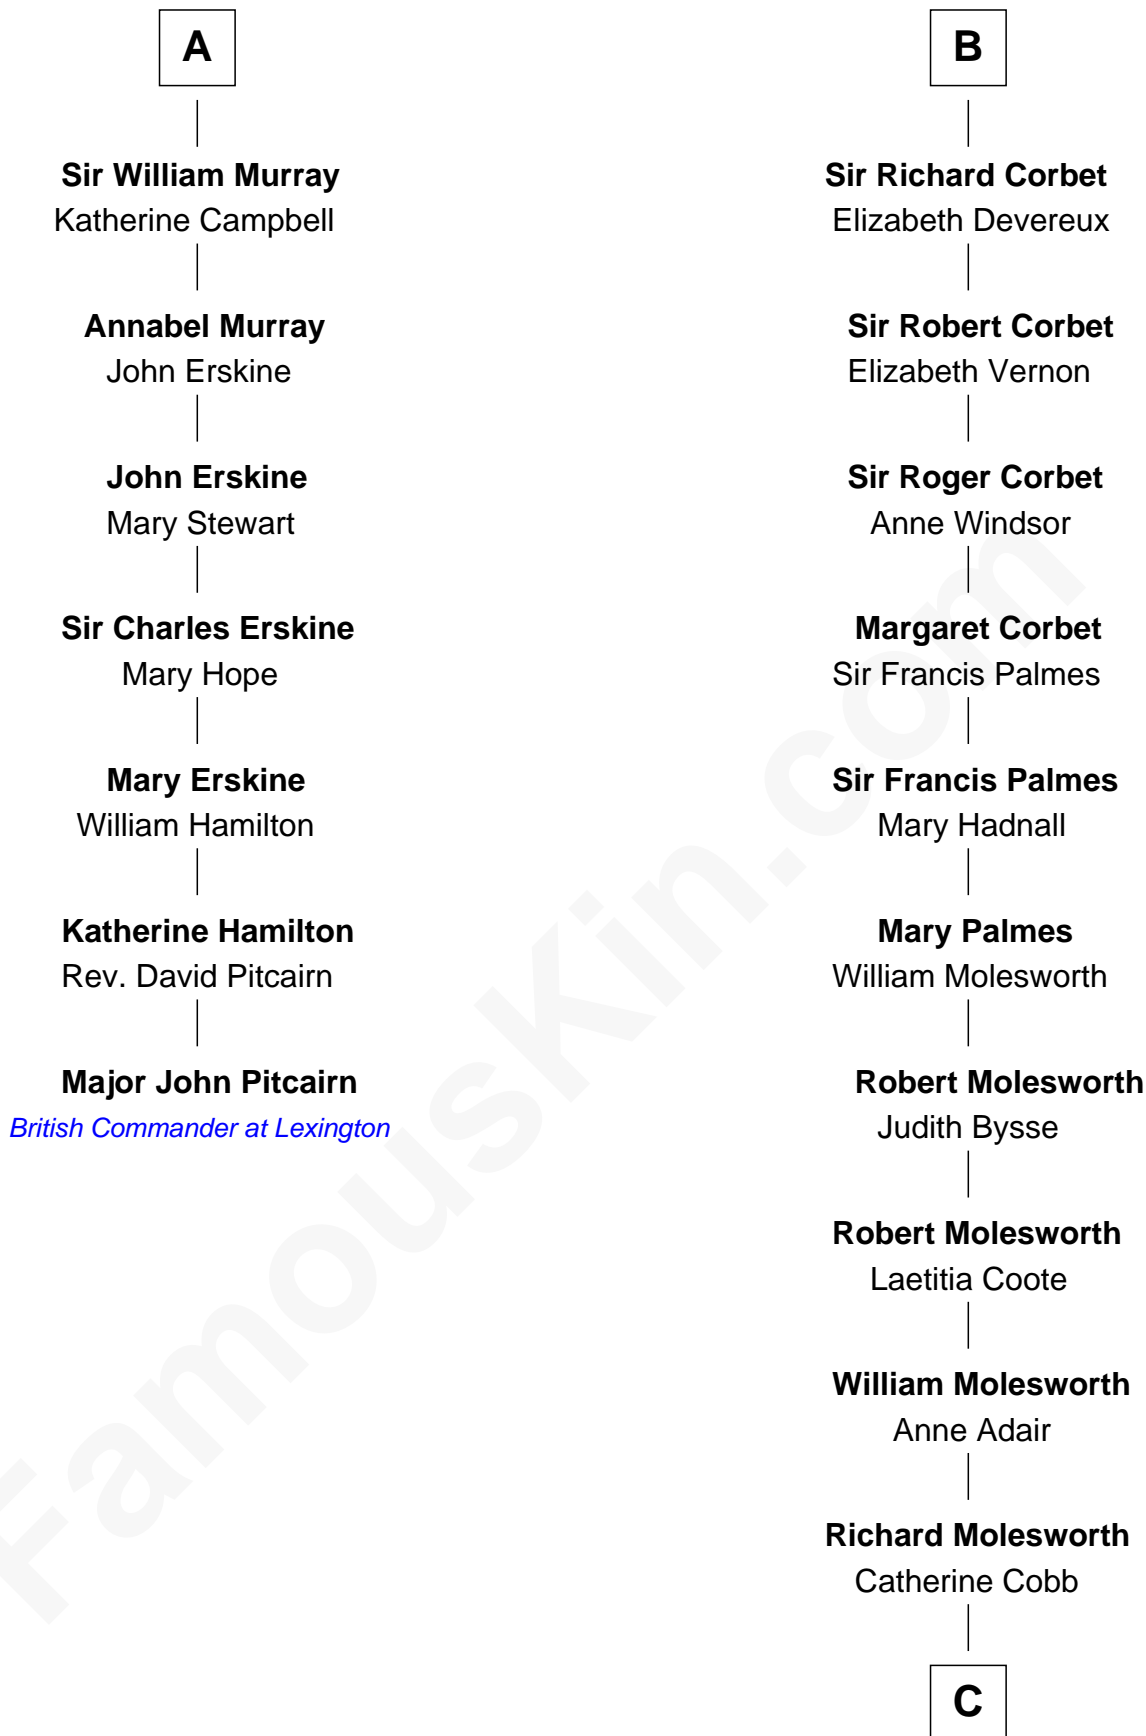 A
Sir William Murray
Katherine Campbell
Annabel Murray
John Erskine
John Erskine
Mary Stewart
Sir Charles Erskine
Mary Hope
Mary Erskine
William Hamilton
Katherine Hamilton
Rev. David Pitcairn
Major John Pitcairn
British Commander at Lexington
B
Sir Richard Corbet
Elizabeth Devereux
Sir Robert Corbet
Elizabeth Vernon
Sir Roger Corbet
Anne Windsor
Margaret Corbet
Sir Francis Palmes
Sir Francis Palmes
Mary Hadnall
Mary Palmes
William Molesworth
Robert Molesworth
Judith Bysse
Robert Molesworth
Laetitia Coote
William Molesworth
Anne Adair
Richard Molesworth
Catherine Cobb
C
FamousKin.com